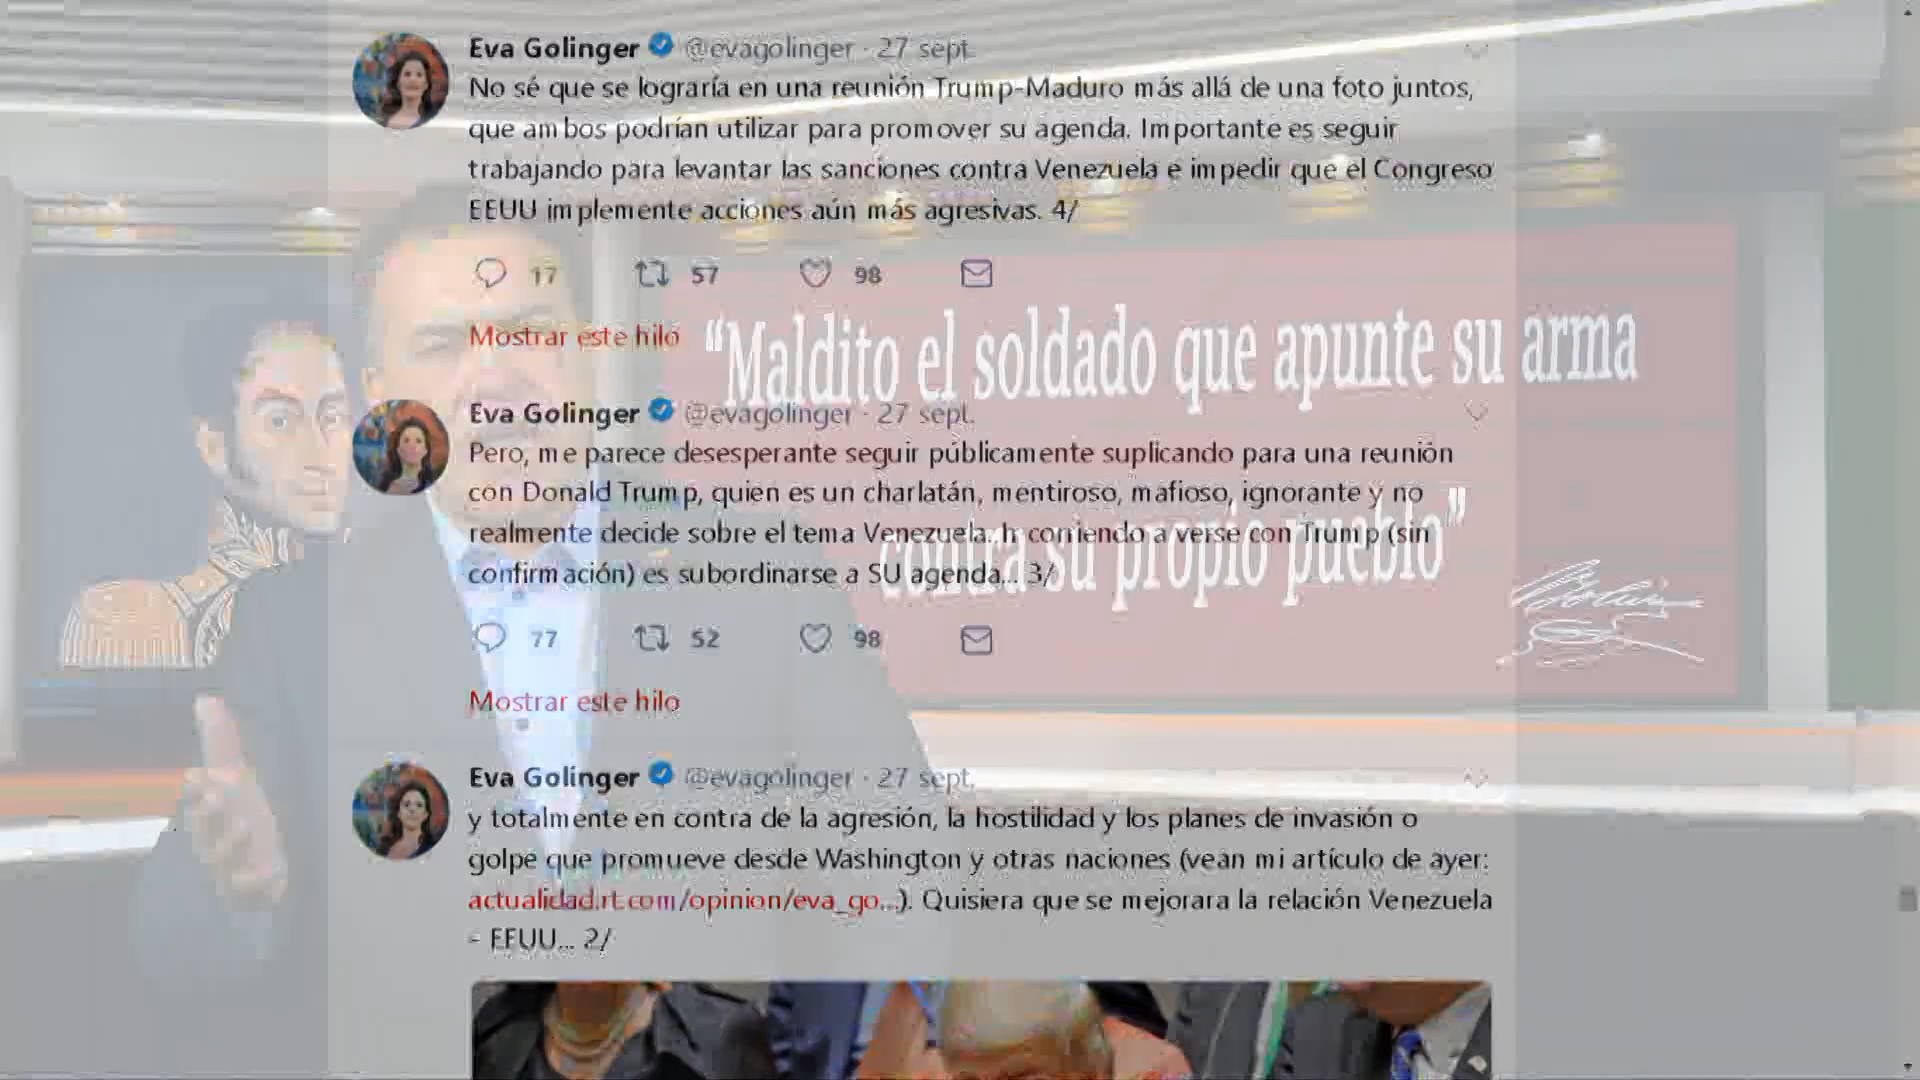 Eva Golinger @evagolinger · 27 sept.
No sé que se lograría en una reunión Trump-Maduro más allá de una foto juntos,
que ambos podrían utilizar para promover su agenda. Importante es seguir
trabajando para levantar las sanciones contra Venezuela e impedir que el Congreso
EEUU implemente acciones aún más agresivas. 4/
17 57 98
Mostrar este hilo
“Maldito el soldado que apunte su arma
contra su propio pueblo”
Eva Golinger @evagolinger · 27 sept.
Pero, me parece desesperante seguir públicamente suplicando para una reunión
con Donald Trump, quien es un charlatán, mentiroso, mafioso, ignorante y no
realmente decide sobre el tema Venezuela. Ir corriendo a verse con Trump (sin
confirmación) es subordinarse a SU agenda... 3/
77 52 98
Mostrar este hilo
Eva Golinger @evagolinger · 27 sept.
y totalmente en contra de la agresión, la hostilidad y los planes de invasión o
golpe que promueve desde Washington y otras naciones (vean mi artículo de ayer:
actualidad.rt.com/opinion/eva_go...). Quisiera que se mejorara la relación Venezuela
- EEUU... 2/